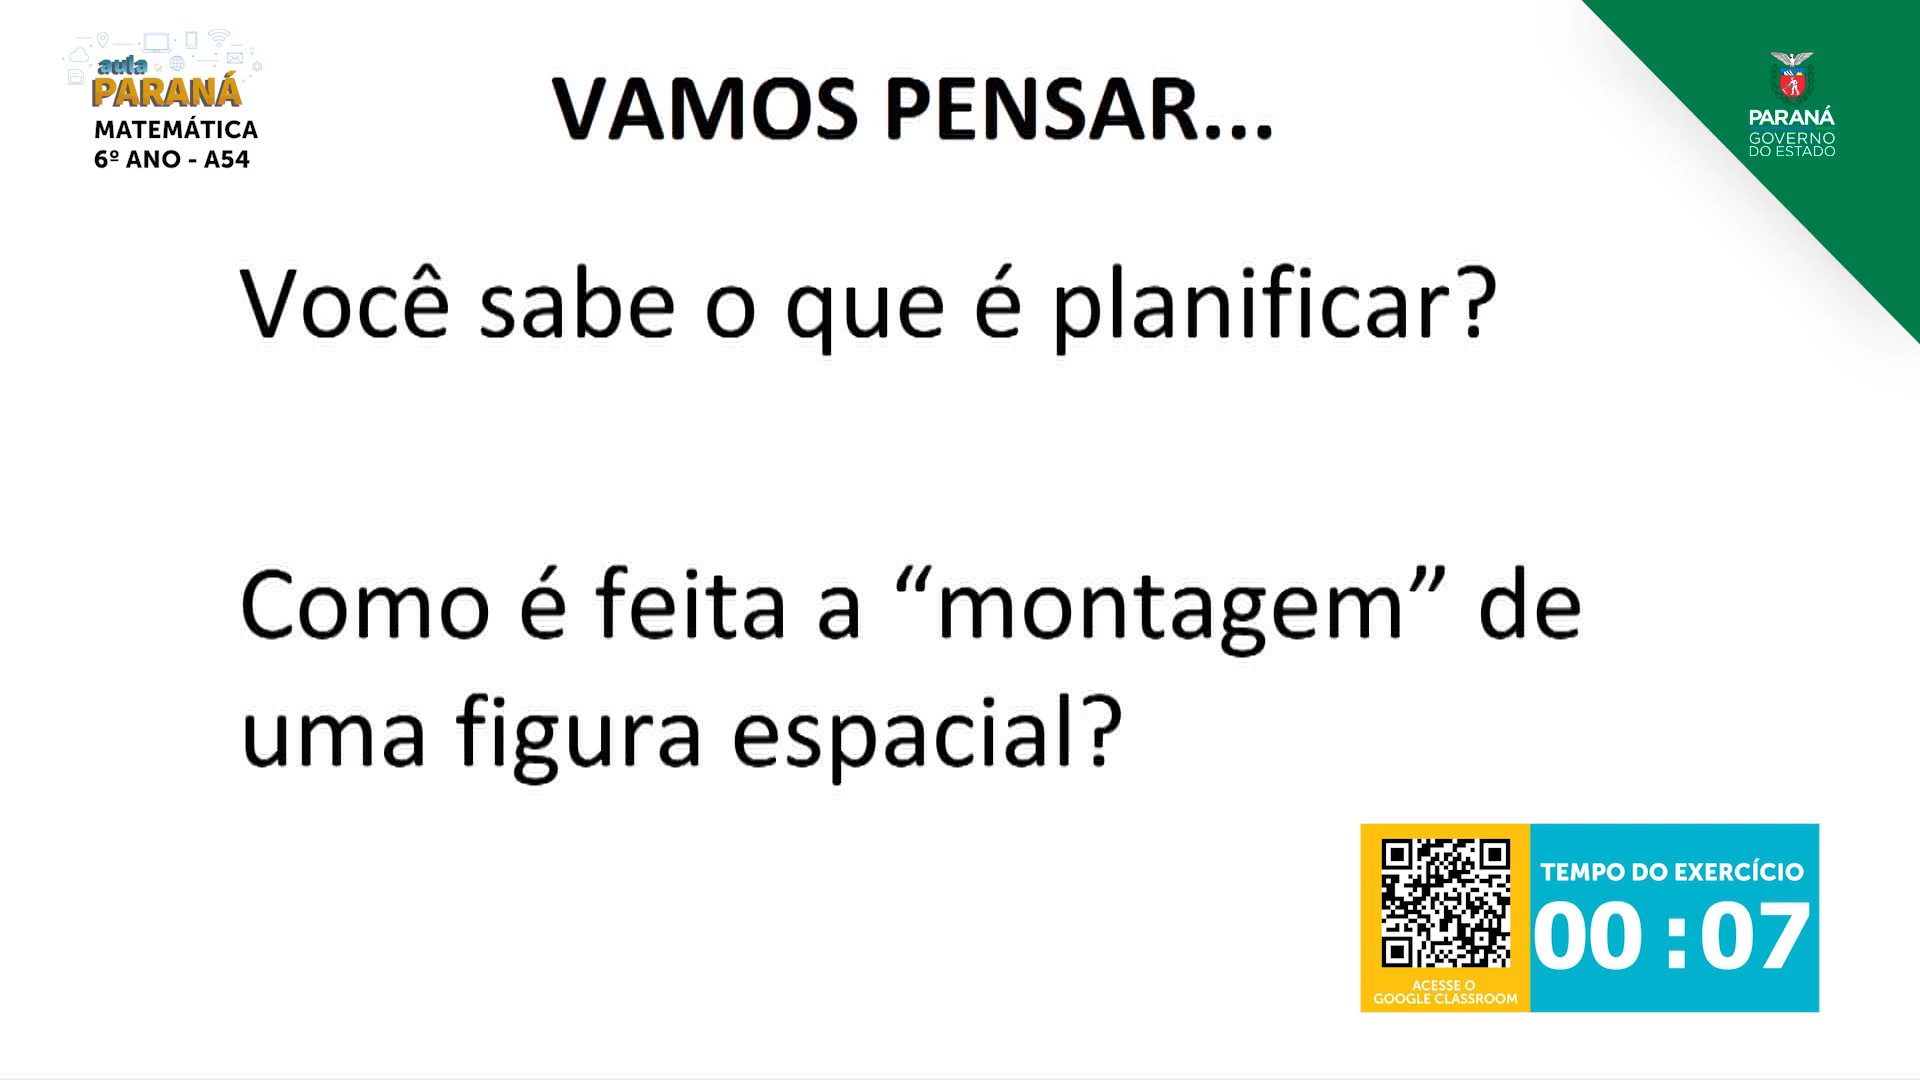 aula
PARANÁ
MATEMÁTICA
6º ANO - A54
VAMOS PENSAR...
PARANÁ
GOVERNO
DO ESTADO
Você sabe o que é planificar?
Como é feita a “montagem” de
uma figura espacial?
ACESSE O
GOOGLE CLASSROOM
TEMPO DO EXERCÍCIO
00 : 07